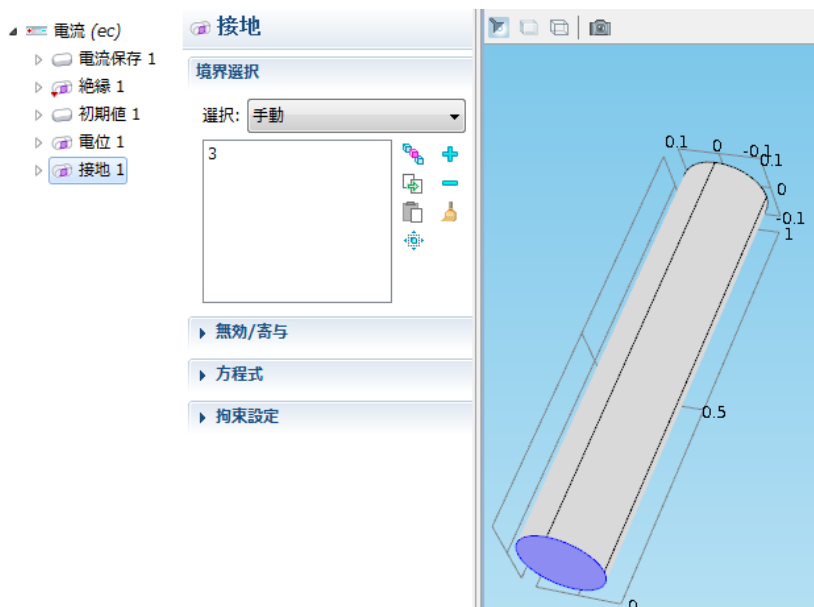 電流 (ec)
電流保存 1
絶縁 1
初期値 1
電位 1
接地 1
接地
境界選択
選択: 手動
3
無効/寄与
方程式
拘束設定
0.1 0 -0.1
0.1
0
-0.1
1
0.5
0